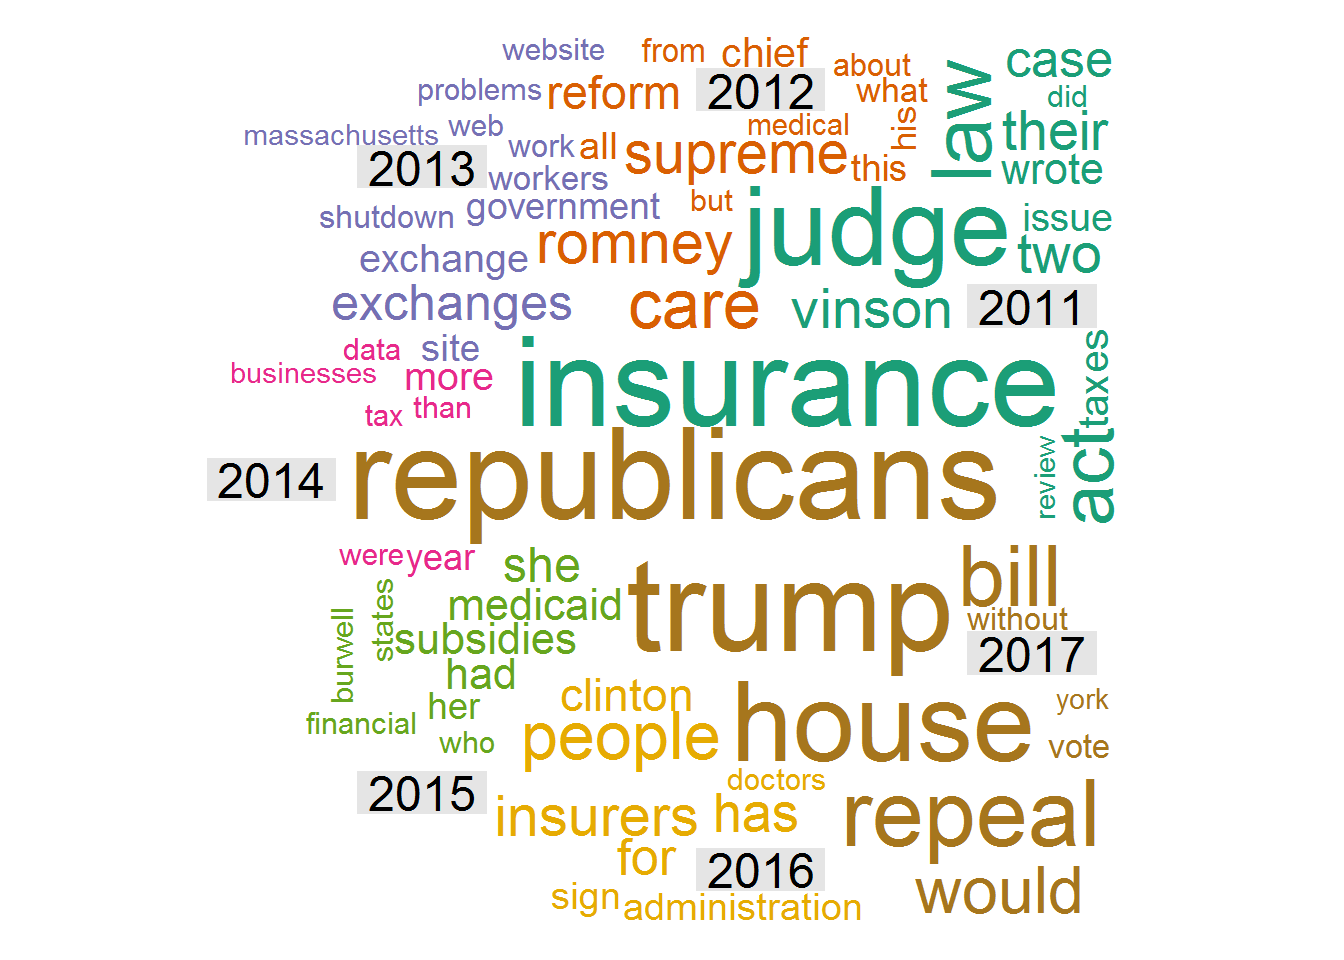 website from chief about case
problems reform 2012 what law did
massachusetts web work all medical his their
2013 workers supreme this wrote
shutdown government but judge issue
exchange romney two
exchanges care vinson 2011
data site insurance taxes
businesses more
tax than
2014 republicans review act
were year she trump bill
burwell states medicaid without
subsidies 2017
had clinton house york
financial her people vote
who
2015 insurers has doctors repeal
for 2016 would
sign administration